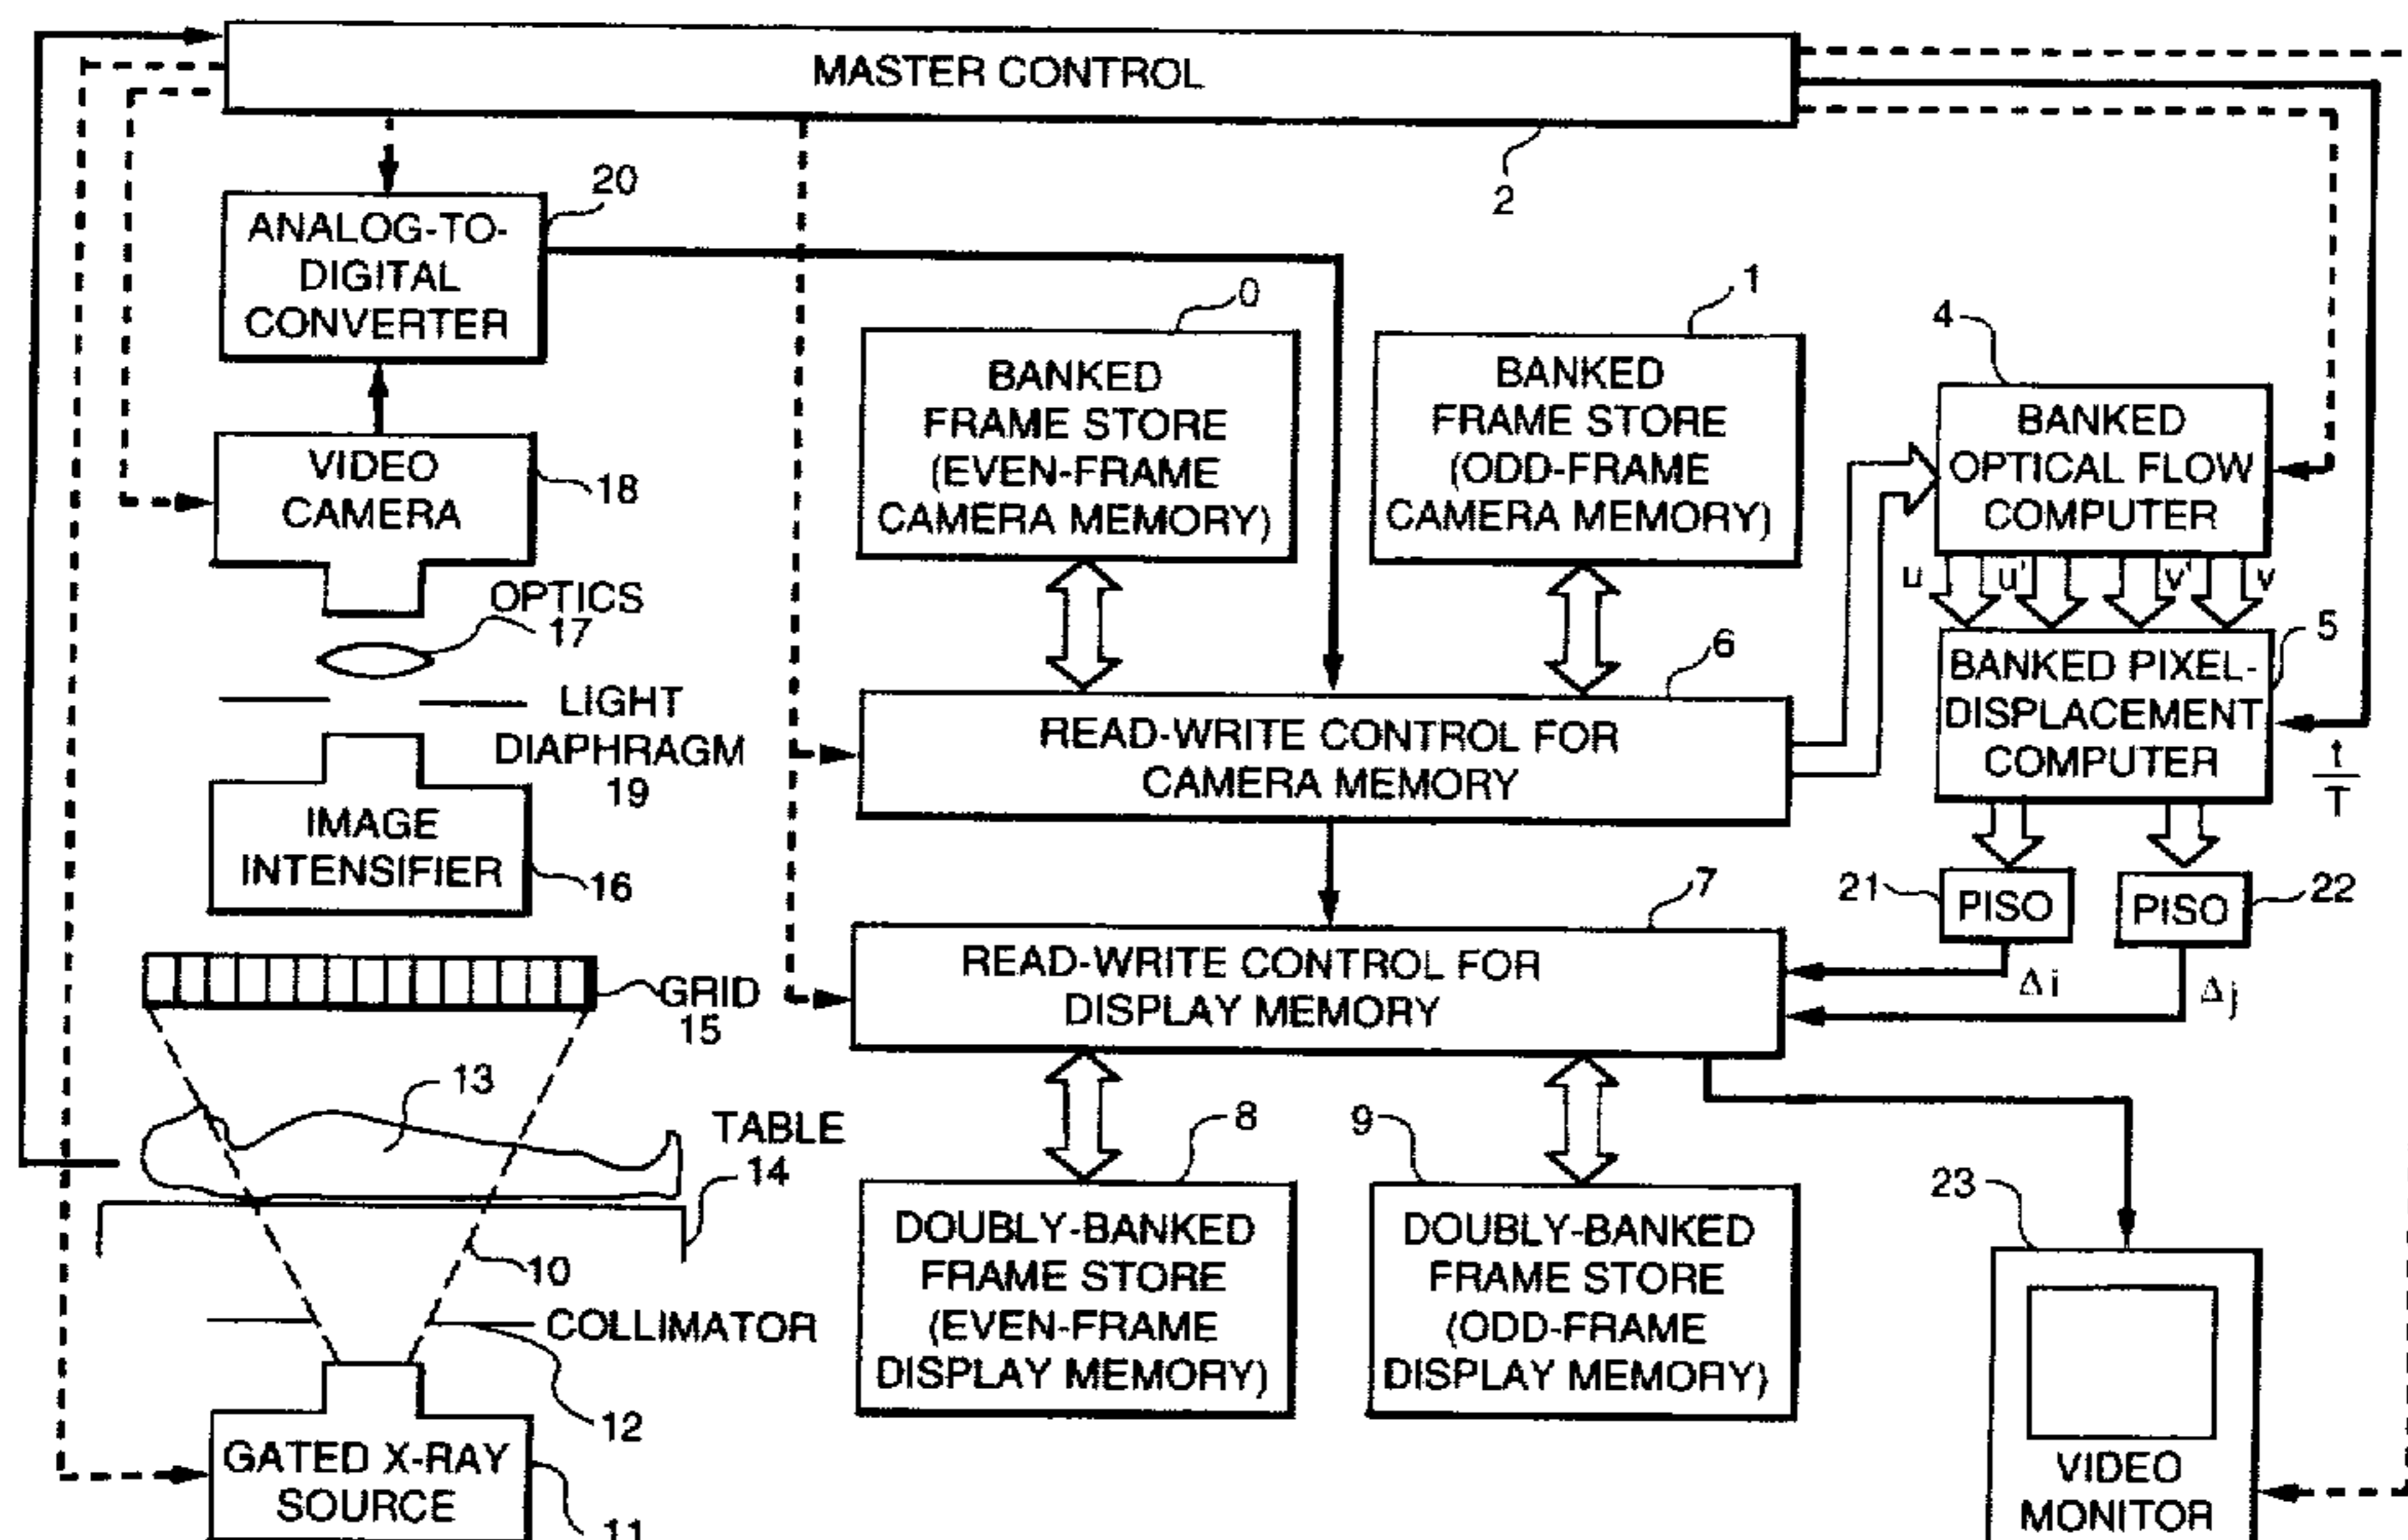 MASTER CONTROL
2
20
ANALOG-TO-
DIGITAL
CONVERTER
VIDEO
CAMERA
18
OPTICS
17
LIGHT
DIAPHRAGM
19
IMAGE
INTENSIFIER
16
GRID
15
13
TABLE
14
10
COLLIMATOR
12
GATED X-RAY
SOURCE
11
0
BANKED
FRAME STORE
(EVEN-FRAME
CAMERA MEMORY)
1
BANKED
FRAME STORE
(ODD-FRAME
CAMERA MEMORY)
6
READ-WRITE CONTROL FOR
CAMERA MEMORY
7
READ-WRITE CONTROL FOR
DISPLAY MEMORY
8
DOUBLY-BANKED
FRAME STORE
(EVEN-FRAME
DISPLAY MEMORY)
9
DOUBLY-BANKED
FRAME STORE
(ODD-FRAME
DISPLAY MEMORY)
4
BANKED
OPTICAL FLOW
COMPUTER
u u' v' v
5
BANKED PIXEL-
DISPLACEMENT
COMPUTER
t
T
21 PISO
PISO 22
Δi
Δj
23
VIDEO
MONITOR